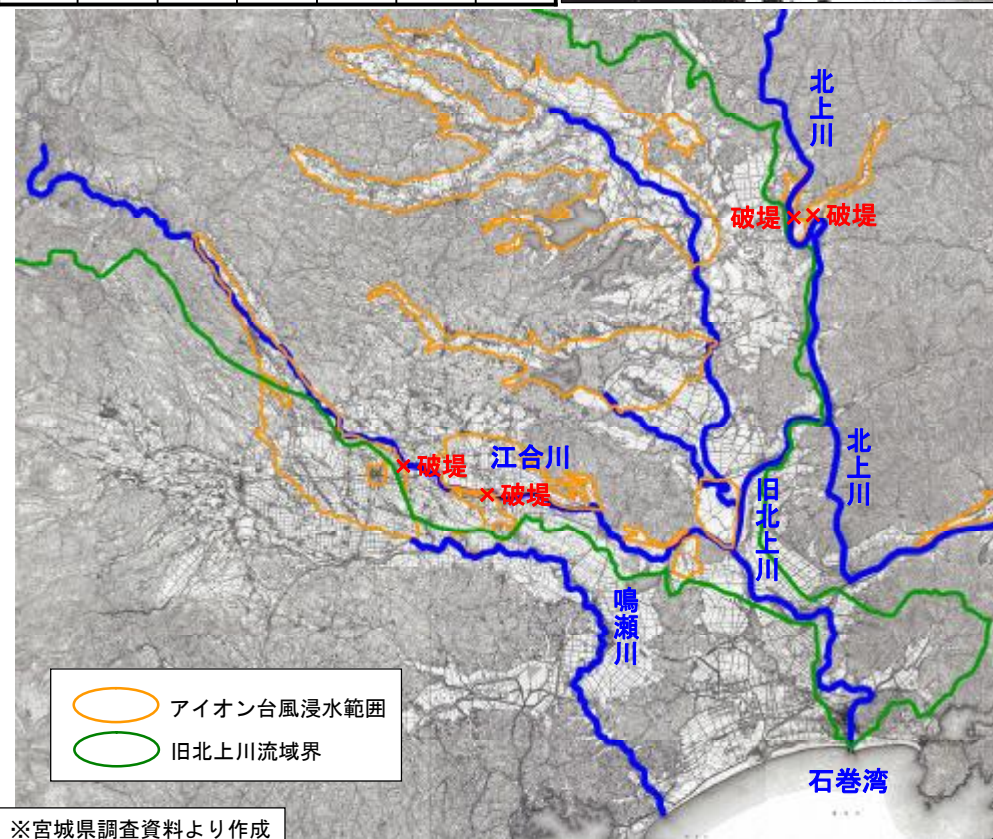 北上川
破堤××破堤
北上川
江合川
×破堤
×破堤
旧北上川
鳴瀬川
アイオン台風浸水範囲
旧北上川流域界
石巻湾
※宮城県調査資料より作成